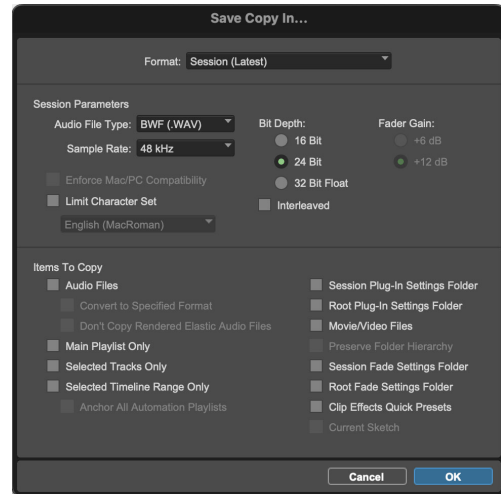 Save Copy In...
Format: Session (Latest)
Session Parameters
Audio File Type: BWF (.WAV)
Sample Rate: 48 kHz
Enforce Mac/PC Compatibility
Limit Character Set
English (MacRoman)
Bit Depth:
16 Bit
24 Bit
32 Bit Float
Interleaved
Fader Gain:
+6 dB
+12 dB
Items To Copy
Audio Files
Convert to Specified Format
Don't Copy Rendered Elastic Audio Files
Main Playlist Only
Selected Tracks Only
Selected Timeline Range Only
Anchor All Automation Playlists
Session Plug-In Settings Folder
Root Plug-In Settings Folder
Movie/Video Files
Preserve Folder Hierarchy
Session Fade Settings Folder
Root Fade Settings Folder
Clip Effects Quick Presets
Current Sketch
Cancel
OK